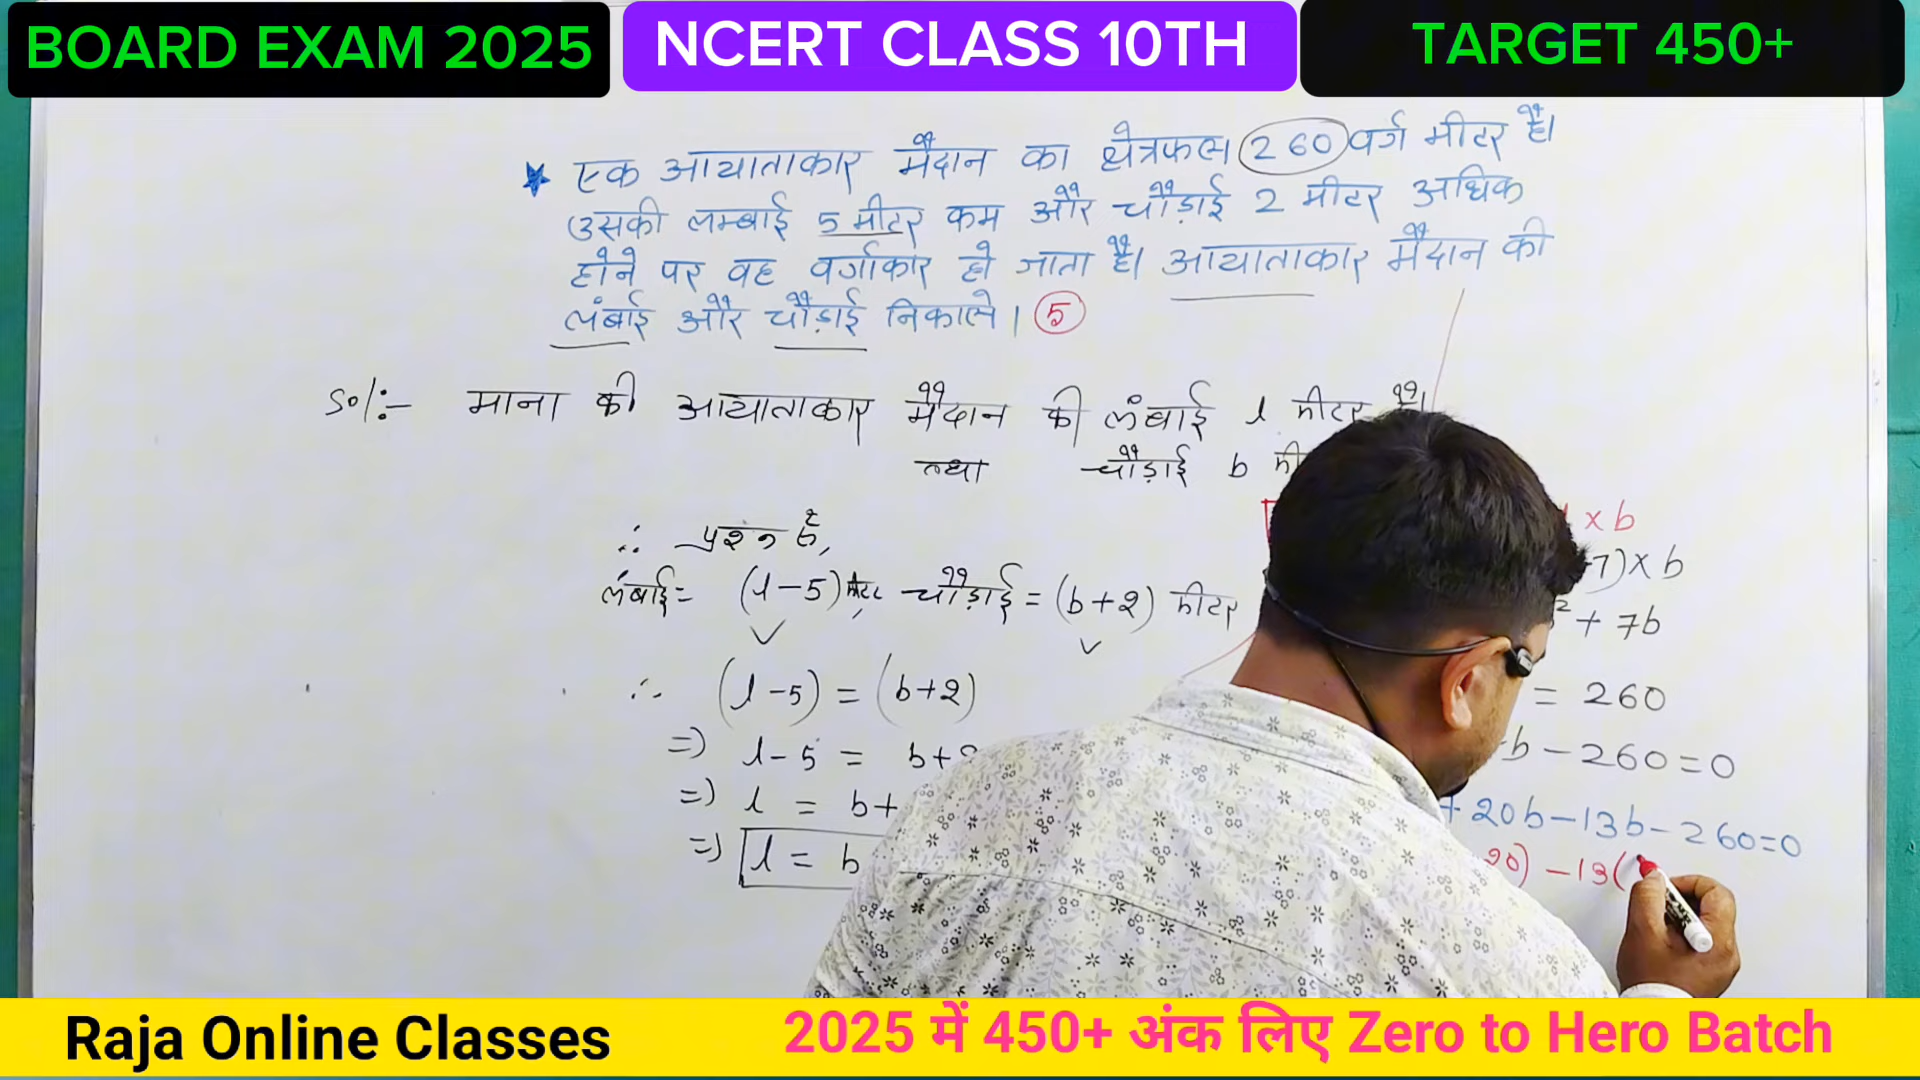 BOARD EXAM 2025
NCERT CLASS 10TH
TARGET 450+
एक आयाताकार मैदान का क्षेत्रफल 260 वर्ग मीटर है।
उसकी लम्बाई 5 मीटर कम और चौड़ाई 2 मीटर अधिक
होने पर वह वर्गाकार हो जाता है। आयाताकार मैदान की
लंबाई और चौड़ाई निकाले। 5
Sol:- माना की आयाताकार मैदान की लंबाई l मीटर
तथा चौड़ाई b मी
∴ प्रश्न से,
लंबाई = (l-5) मीटर, चौड़ाई = (b+2) मीटर
∴ (l-5) = (b+2)
=) l-5 = b+
=) l = b+
=) l = b
× b
7)×b
² + 7b
= 260
b - 260 = 0
+ 20b - 13b - 260 = 0
20) - 13(
Raja Online Classes
2025 में 450+ अंक लिए Zero to Hero Batch